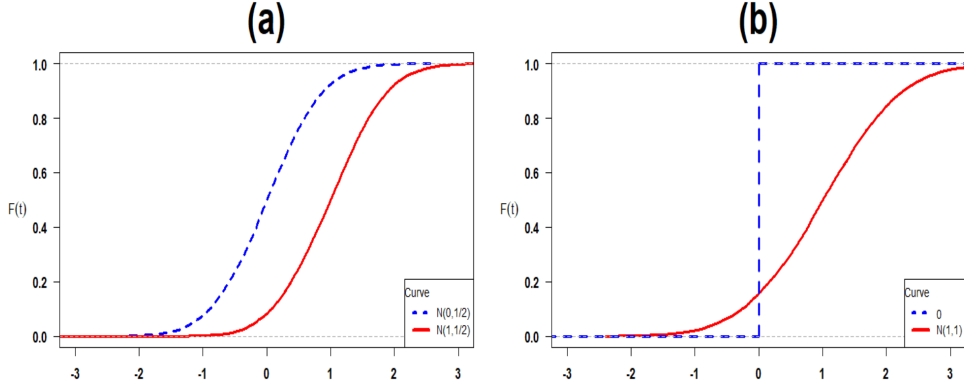 (a)
F(t)
1.0
0.8
0.6
0.4
0.2
0.0
-3 -2 -1 0 1 2 3
Curve
N(0,1/2)
N(1,1/2)
(b)
F(t)
1.0
0.8
0.6
0.4
0.2
0.0
-3 -2 -1 0 1 2 3
Curve
0
N(1,1)